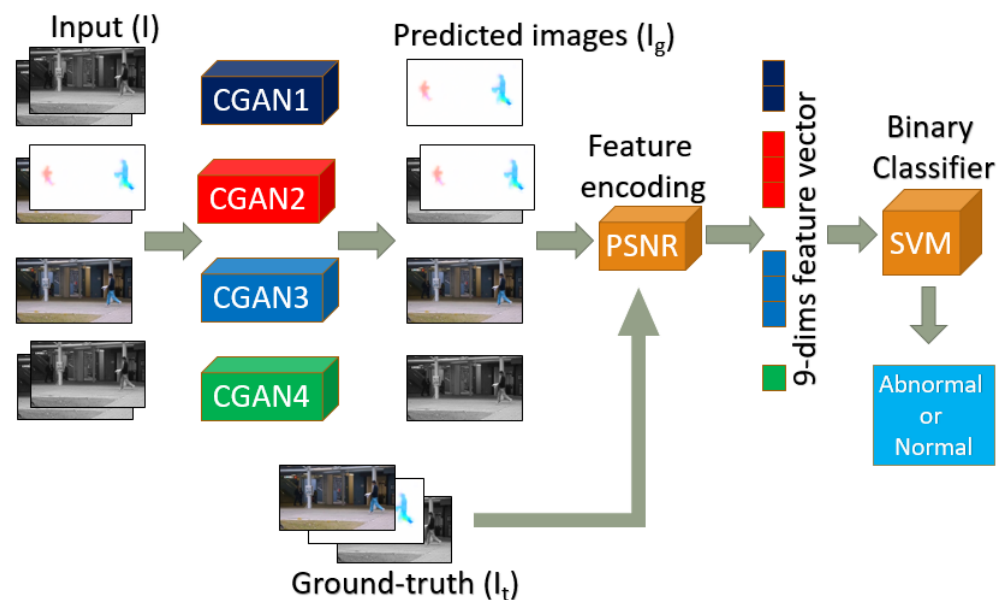 Input (I)
Predicted images (Ig)
CGAN1
CGAN2
CGAN3
CGAN4
Feature
encoding
PSNR
9-dims feature vector
Binary
Classifier
SVM
Abnormal
or
Normal
Ground-truth (It)